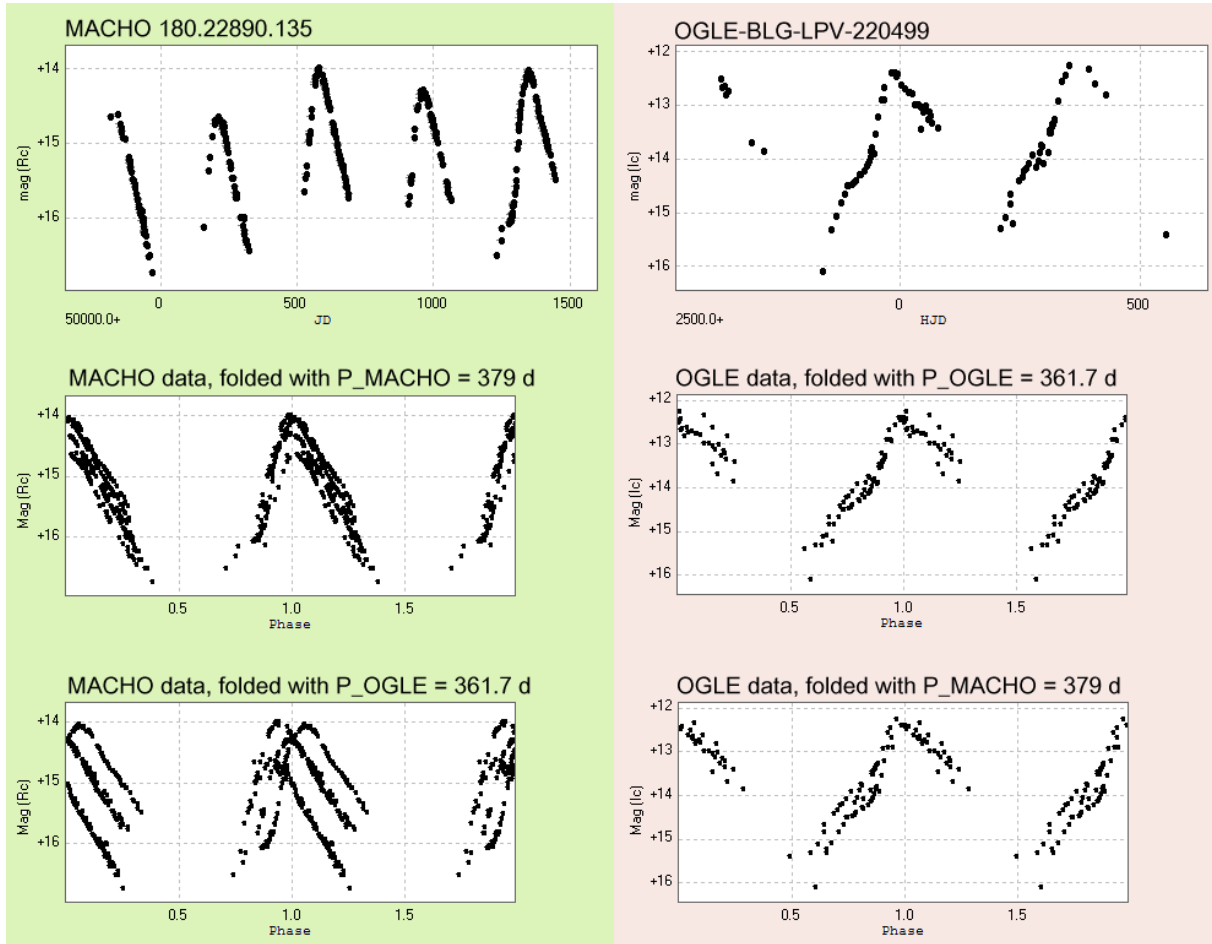 MACHO 180.22890.135
+14
+15
+16
mag (Rc)
0
500
1000
1500
50000.0+
JD
OGLE-BLG-LPV-220499
+12
+13
+14
+15
+16
mag (Ic)
0
500
2500.0+
HJD
MACHO data, folded with P_MACHO = 379 d
+14
+15
+16
Mag (Rc)
0.5
1.0
1.5
Phase
OGLE data, folded with P_OGLE = 361.7 d
+12
+13
+14
+15
+16
Mag (Ic)
0.5
1.0
1.5
Phase
MACHO data, folded with P_OGLE = 361.7 d
+14
+15
+16
Mag (Rc)
0.5
1.0
1.5
Phase
OGLE data, folded with P_MACHO = 379 d
+12
+13
+14
+15
+16
Mag (Ic)
0.5
1.0
1.5
Phase